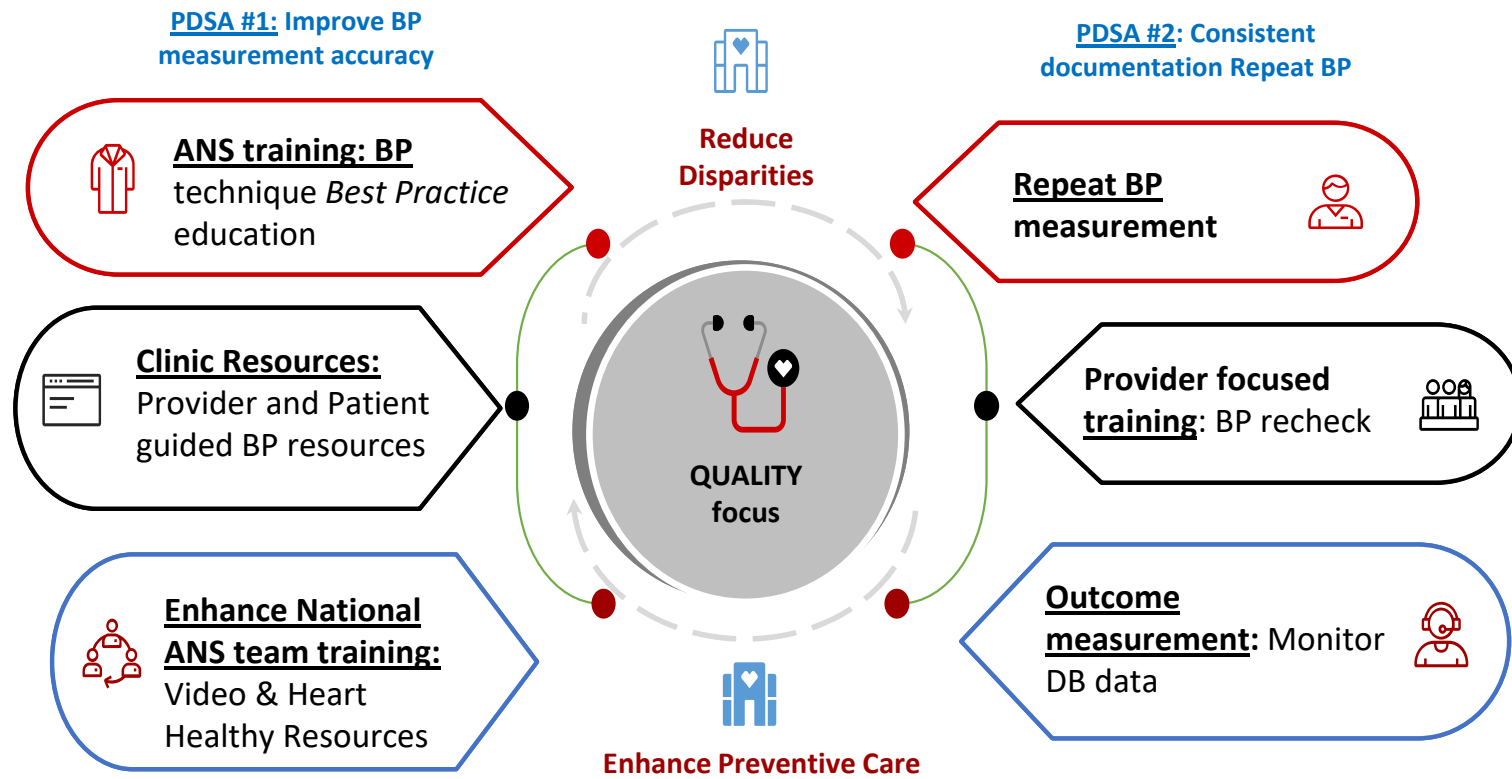 PDSA #1: Improve BP
measurement accuracy
ANS training: BP
technique Best Practice
education
Clinic Resources:
Provider and Patient
guided BP resources
Enhance National
ANS team training:
Video & Heart
Healthy Resources
Reduce
Disparities
QUALITY
focus
Enhance Preventive Care
PDSA #2: Consistent
documentation Repeat BP
Repeat BP
measurement
Provider focused
training: BP recheck
Outcome
measurement: Monitor
DB data